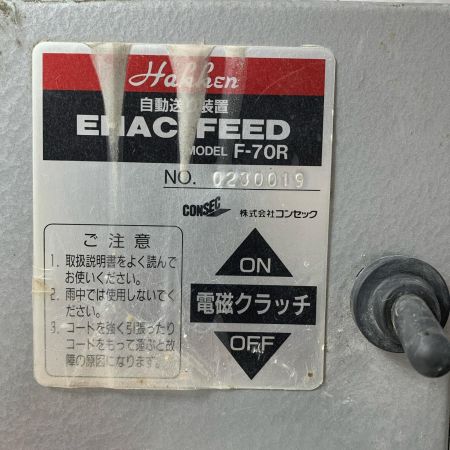 Hakken
自動送り装置
EHAC FEED
MODEL F-70R
NO. 0230019
CONSEC 株式会社コンセック
ご注意
1. 取扱説明書をよく読んで
お使いください。
2. 雨中では使用しないでく
ださい。
3. コードを強く引張ったり
コードをもって運ぶと故
障の原因になります。
ON
電磁クラッチ
OFF